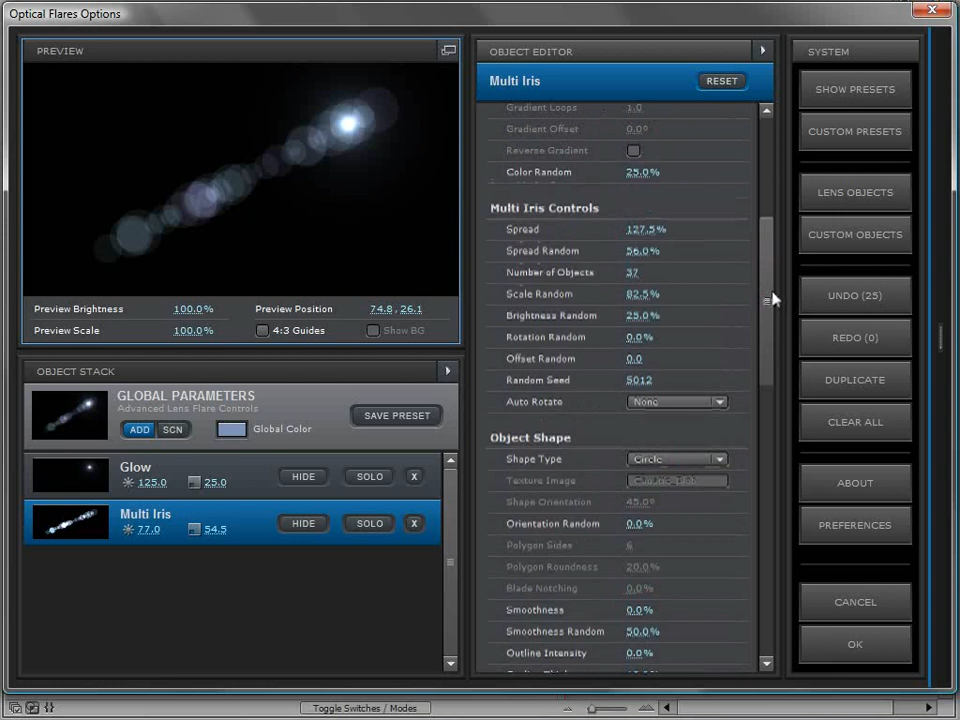 Optical Flares Options
PREVIEW
Preview Brightness 100.0% Preview Position 74.8, 26.1
Preview Scale 100.0% 4:3 Guides Show BG
OBJECT STACK
GLOBAL PARAMETERS
Advanced Lens Flare Controls
ADD SCN Global Color SAVE PRESET
Glow
125.0 25.0 HIDE SOLO X
Multi Iris
77.0 54.5 HIDE SOLO X
OBJECT EDITOR
Multi Iris RESET
Gradient Loops 1.0
Gradient Offset 0.0º
Reverse Gradient
Color Random 25.0%
Multi Iris Controls
Spread 127.5%
Spread Random 56.0%
Number of Objects 37
Scale Random 82.5%
Brightness Random 25.0%
Rotation Random 0.0%
Offset Random 0.0
Random Seed 5012
Auto Rotate None
Object Shape
Shape Type Circle
Texture Image
Shape Orientation 45.0º
Orientation Random 0.0%
Polygon Sides 6
Polygon Roundness 20.0%
Blade Notching 0.0%
Smoothness 0.0%
Smoothness Random 50.0%
Outline Intensity 0.0%
SYSTEM
SHOW PRESETS
CUSTOM PRESETS
LENS OBJECTS
CUSTOM OBJECTS
UNDO (25)
REDO (0)
DUPLICATE
CLEAR ALL
ABOUT
PREFERENCES
CANCEL
OK
Toggle Switches / Modes